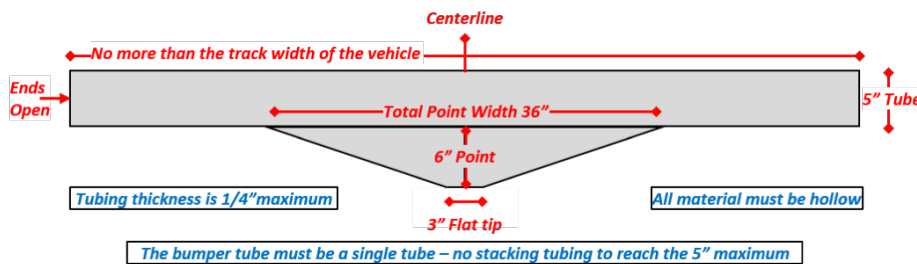 Centerline
No more than the track width of the vehicle
Ends
Open
5” Tube
Total Point Width 36”
6” Point
Tubing thickness is 1/4”maximum
All material must be hollow
3” Flat tip
The bumper tube must be a single tube – no stacking tubing to reach the 5” maximum